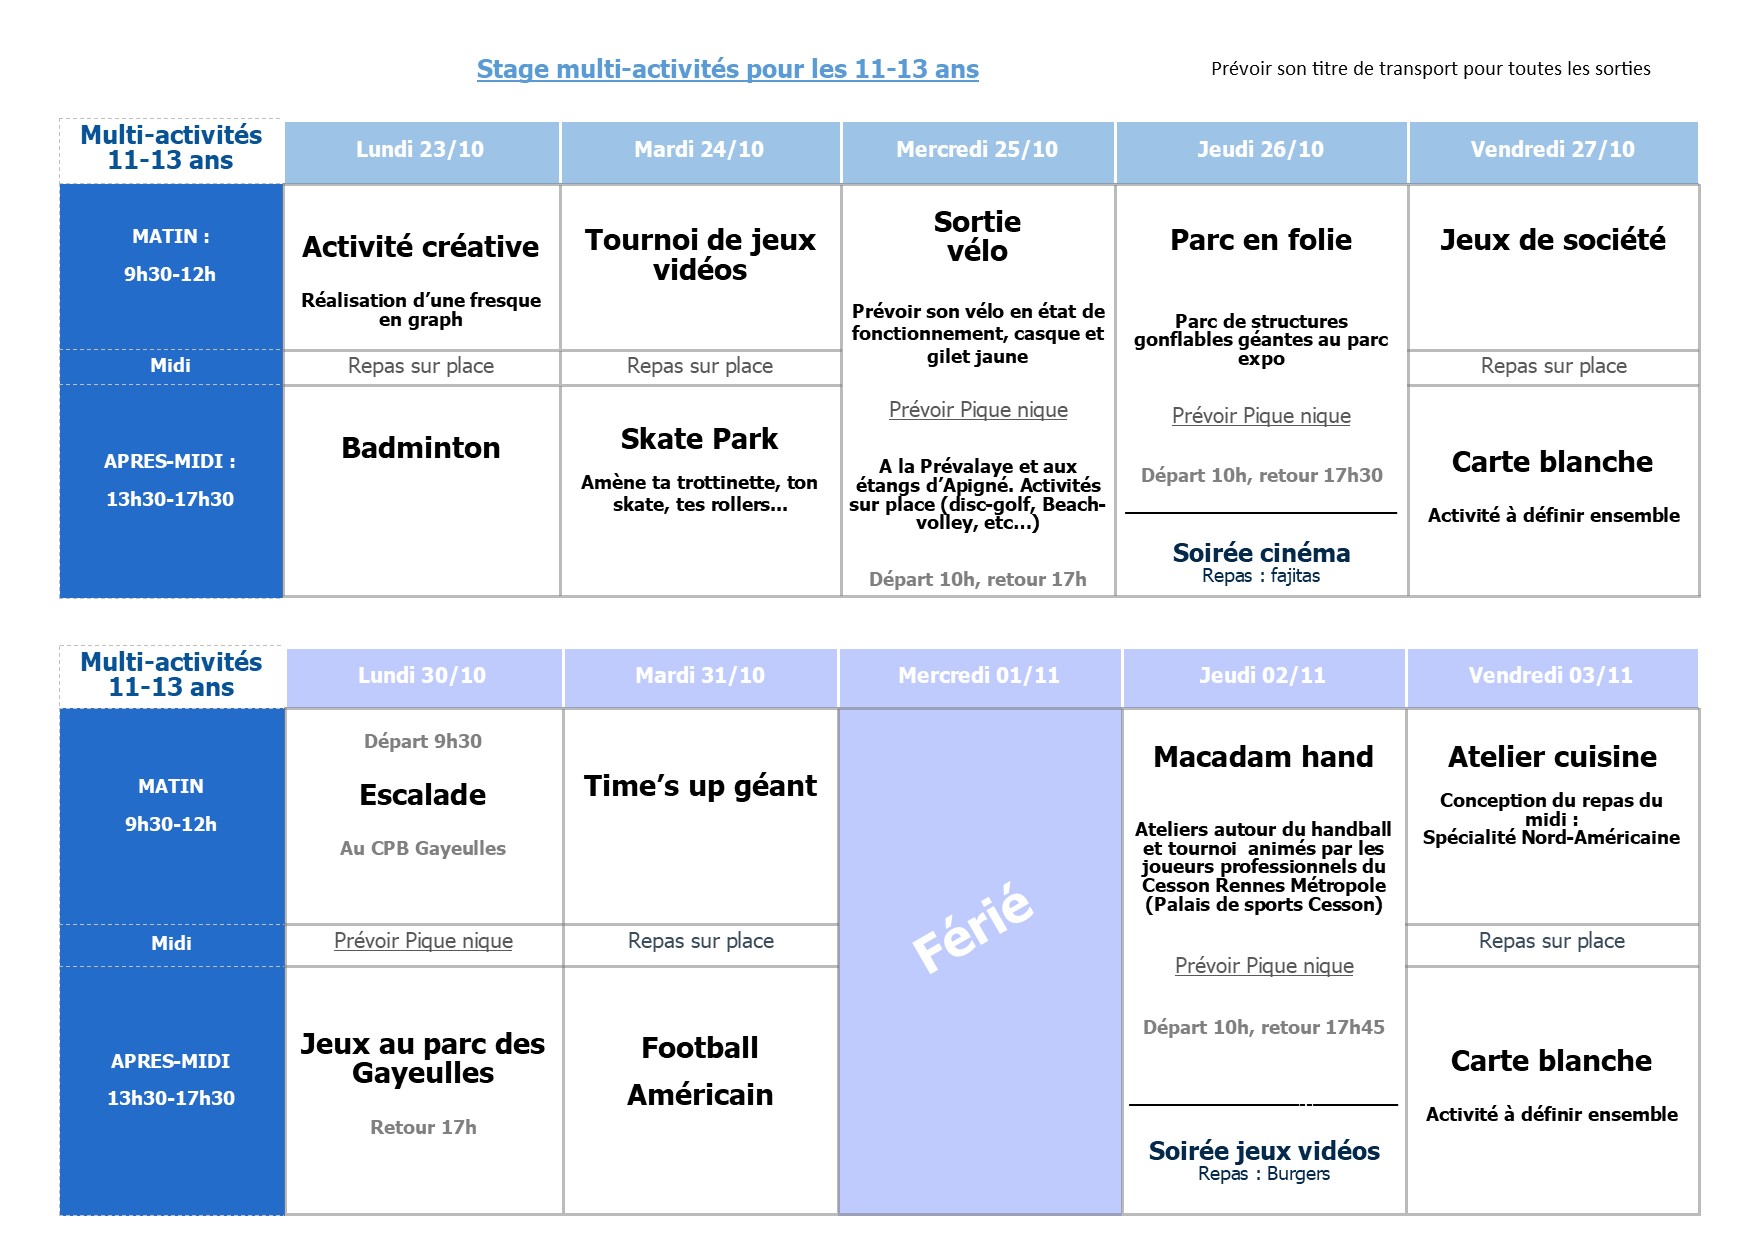 Stage multi-activités pour les 11-13 ans
Prévoir son titre de transport pour toutes les sorties
Multi-activités
11-13 ans
Lundi 23/10
Mardi 24/10
Mercredi 25/10
Jeudi 26/10
Vendredi 27/10
MATIN :
9h30-12h
Activité créative
Réalisation d’une fresque
en graph
Tournoi de jeux
vidéos
Sortie
vélo
Prévoir son vélo en état de
fonctionnement, casque et
gilet jaune
Parc en folie
Parc de structures
gonflables géantes au parc
expo
Jeux de société
Midi
Repas sur place
Repas sur place
Prévoir Pique nique
Prévoir Pique nique
Repas sur place
APRES-MIDI :
13h30-17h30
Badminton
Skate Park
Amène ta trottinette, ton
skate, tes rollers…
A la Prévalaye et aux
étangs d’Apigné. Activités
sur place (disc-golf, Beach-
volley, etc…)
Départ 10h, retour 17h
Départ 10h, retour 17h30
Soirée cinéma
Repas : fajitas
Carte blanche
Activité à définir ensemble
Multi-activités
11-13 ans
Lundi 30/10
Mardi 31/10
Mercredi 01/11
Jeudi 02/11
Vendredi 03/11
MATIN
9h30-12h
Départ 9h30
Escalade
Au CPB Gayeulles
Time’s up géant
Férié
Macadam hand
Ateliers autour du handball
et tournoi  animés par les
joueurs professionnels du
Cesson Rennes Métropole
(Palais de sports Cesson)
Atelier cuisine
Conception du repas du
midi :
Spécialité Nord-Américaine
Midi
Prévoir Pique nique
Repas sur place
Prévoir Pique nique
Repas sur place
APRES-MIDI
13h30-17h30
Jeux au parc des
Gayeulles
Retour 17h
Football
Américain
Départ 10h, retour 17h45
Soirée jeux vidéos
Repas : Burgers
Carte blanche
Activité à définir ensemble